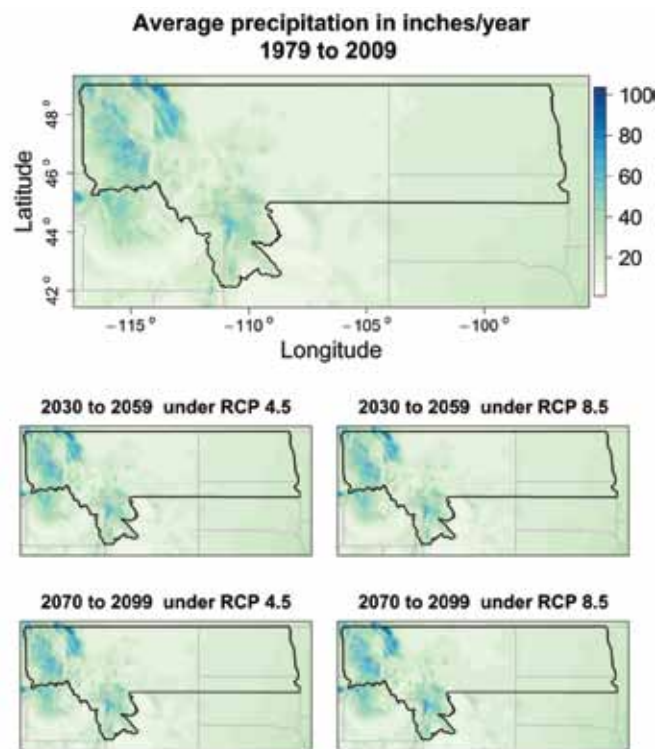 Average precipitation in inches/year
1979 to 2009
100
80
60
40
20
48°
46°
44°
42°
Latitude
−115° −110° −105° −100°
Longitude
2030 to 2059 under RCP 4.5
2030 to 2059 under RCP 8.5
2070 to 2099 under RCP 4.5
2070 to 2099 under RCP 8.5